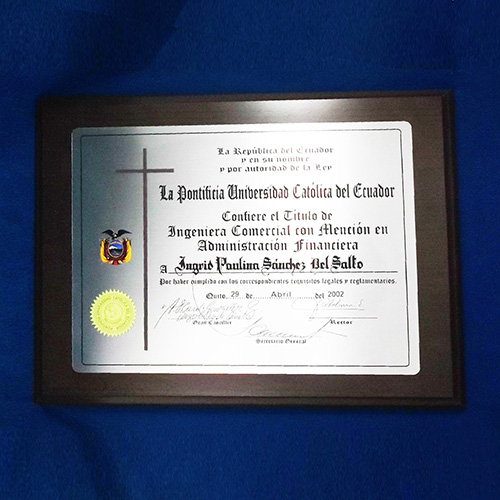 La República del Ecuador
y en su nombre
y por autoridad de la Ley
La Pontificia Universidad Católica del Ecuador
Confiere el Título de
Ingeniera Comercial con Mención en
Administración Financiera
A Ingrid Paulina Sánchez Del Salto
Por haber cumplido con los correspondientes requisitos legales y reglamentarios.
Quito, 29 de Abril del 2002
Gran Canciller
Rector
Secretario General